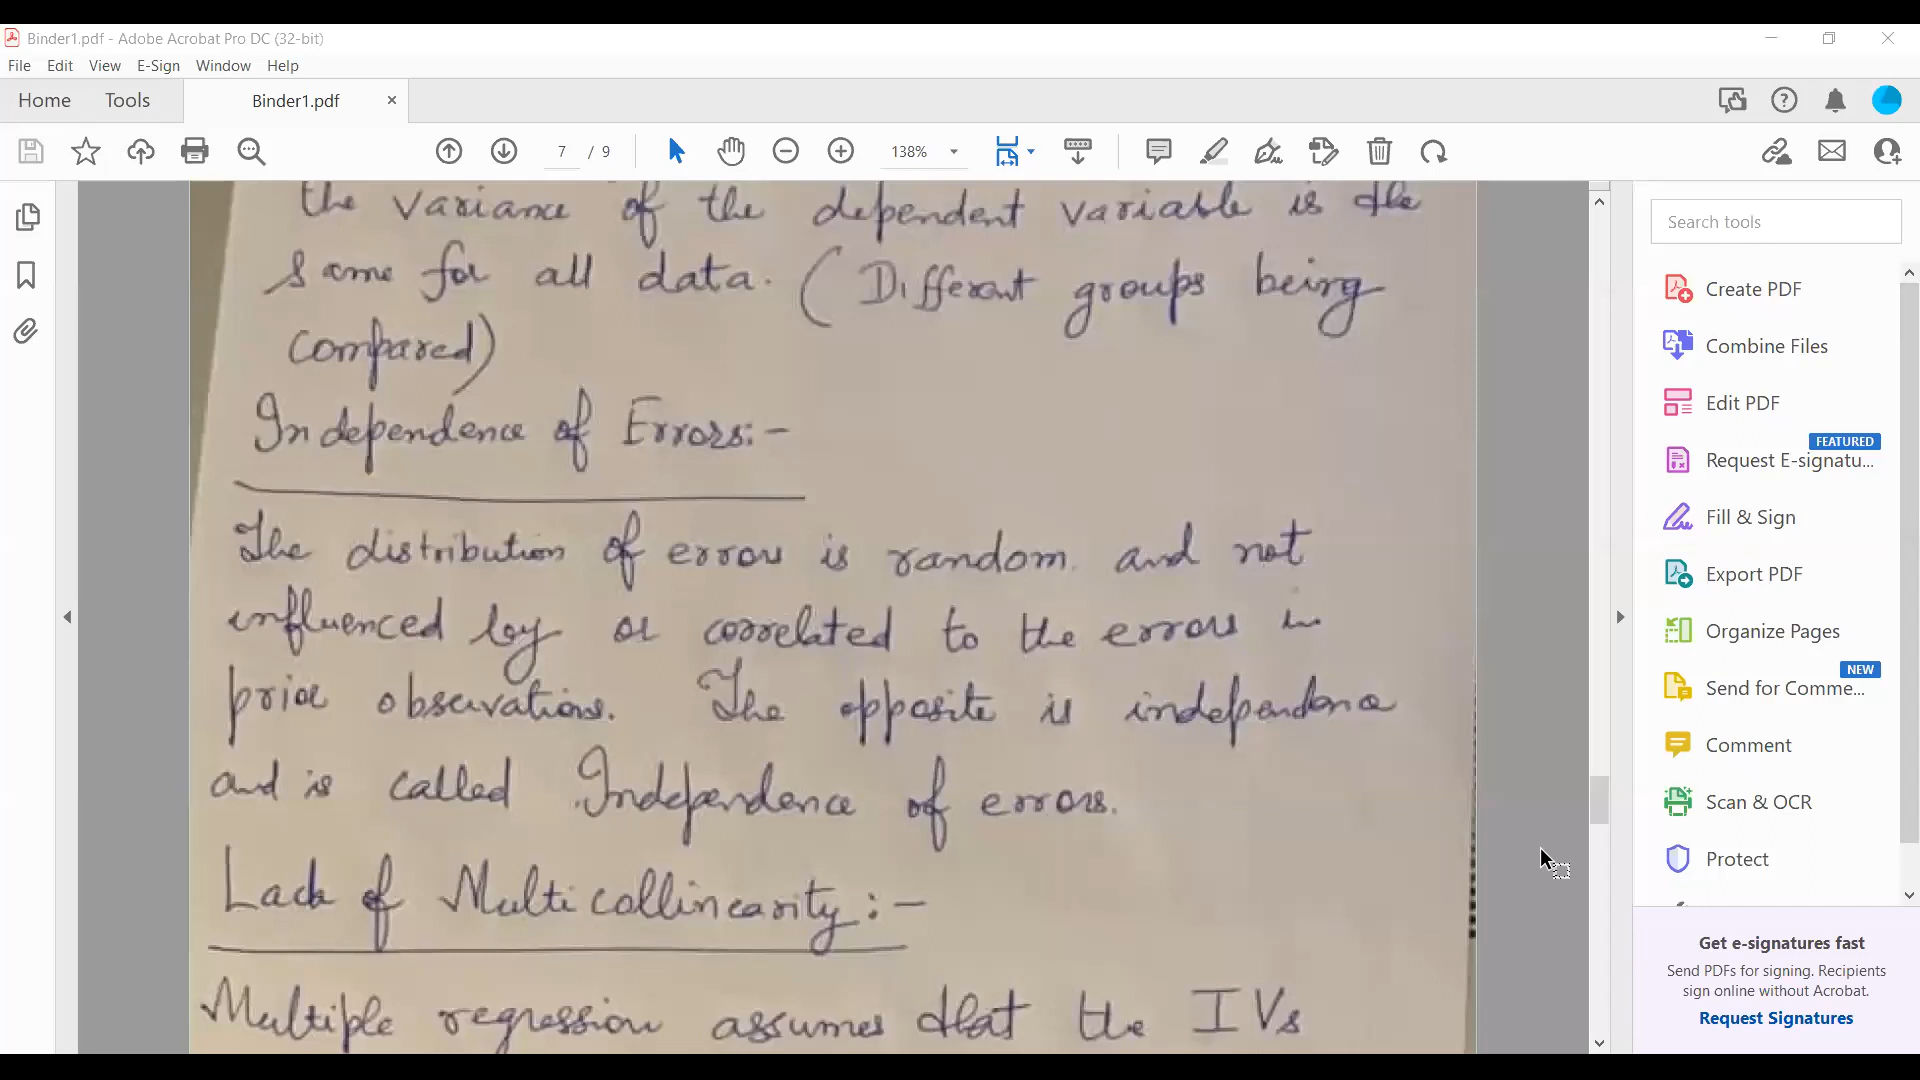 Binder1.pdf - Adobe Acrobat Pro DC (32-bit)
File Edit View E-Sign Window Help
Home Tools Binder1.pdf
7 / 9 138%
the variance of the dependent variable is the
same for all data. (Different groups being
compared)
Independence of Errors:-
The distribution of errors is random and not
influenced by or correlated to the errors in
prior observations. The opposite is independence
and is called Independence of errors.
Lack of Multicollinearity:-
Multiple regression assumes that the IVs
Search tools
Create PDF
Combine Files
Edit PDF
FEATURED
Request E-signatu...
Fill & Sign
Export PDF
Organize Pages
NEW
Send for Comme...
Comment
Scan & OCR
Protect
Get e-signatures fast
Send PDFs for signing. Recipients
sign online without Acrobat.
Request Signatures